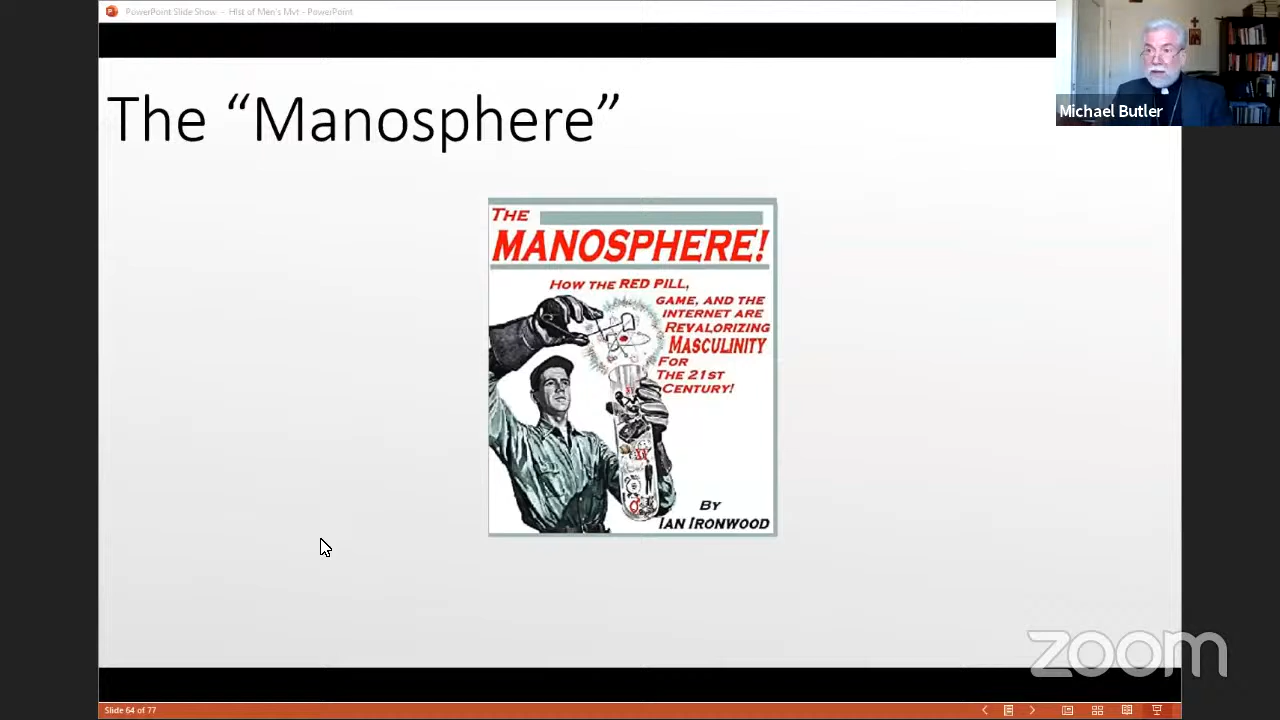 PowerPoint Slide Show - Hist of Men's Mvt - PowerPoint
Michael Butler
The “Manosphere”
THE
MANOSPHERE!
HOW THE RED PILL,
GAME, AND THE
INTERNET ARE
REVALORIZING
MASCULINITY
FOR
THE 21ST
CENTURY!
BY
IAN IRONWOOD
zoom
Slide 64 of 77